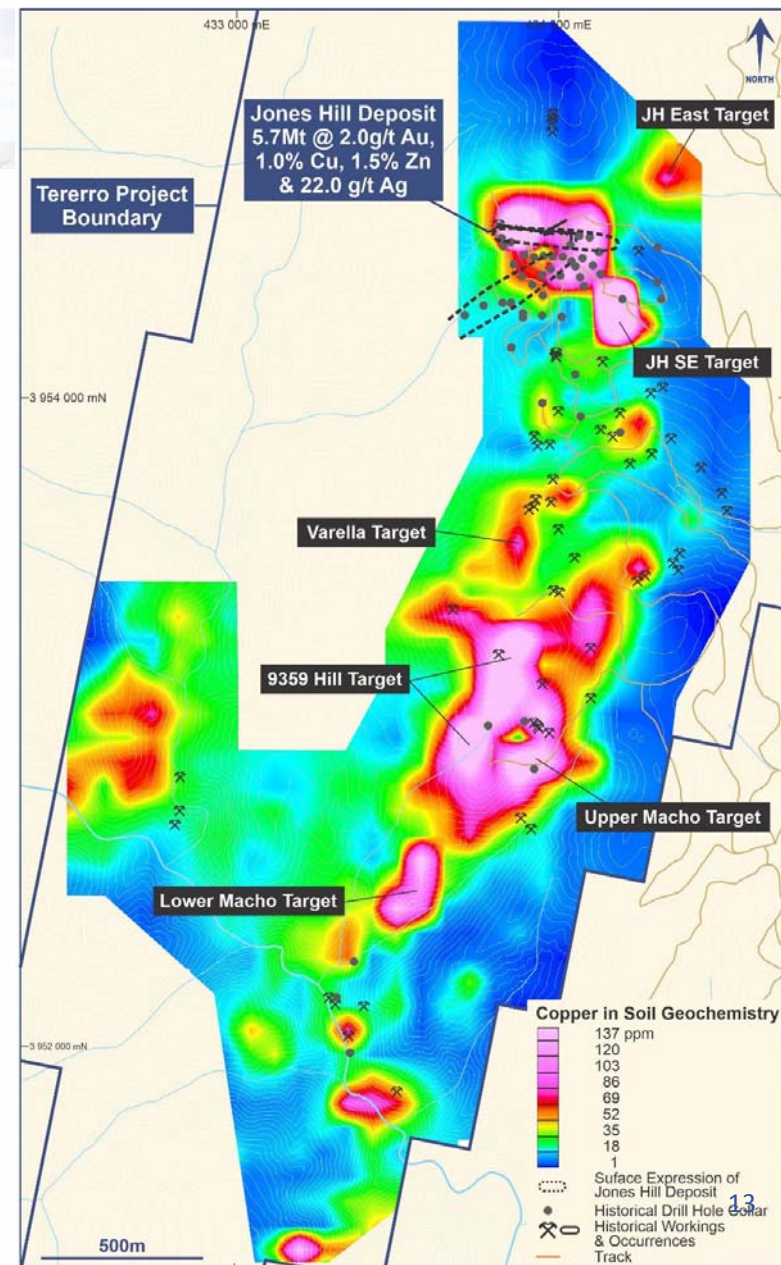 433 000 mE
434 000 mE
NORTH
Jones Hill Deposit
5.7Mt @ 2.0g/t Au,
1.0% Cu, 1.5% Zn
& 22.0 g/t Ag
JH East Target
Tererro Project
Boundary
JH SE Target
3 954 000 mN
Varella Target
9359 Hill Target
Upper Macho Target
Lower Macho Target
3 952 000 mN
Copper in Soil Geochemistry
137 ppm
120
103
86
69
52
35
18
1
Suface Expression of
Jones Hill Deposit
Historical Drill Hole Collar
Historical Workings
& Occurrences
Track
500m
13